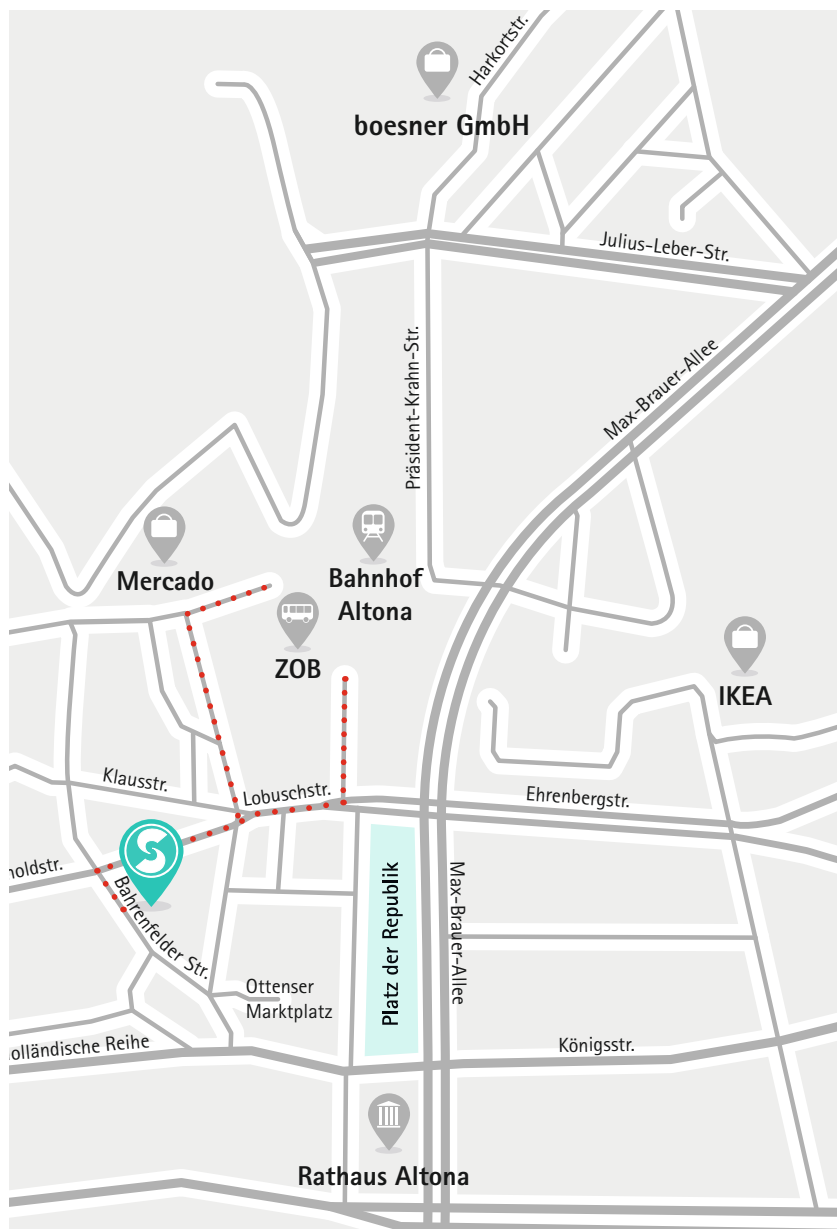 Harkortstr.
boesner GmbH
Julius-Leber-Str.
Max-Brauer-Allee
Präsident-Krahn-Str.
Mercado
Bahnhof
Altona
ZOB
IKEA
Klausstr.
Lobuschstr.
Ehrenbergstr.
noldstr.
Bahrenfelder Str.
Platz der Republik
Max-Brauer-Allee
Ottenser
Marktplatz
olländische Reihe
Königsstr.
Rathaus Altona